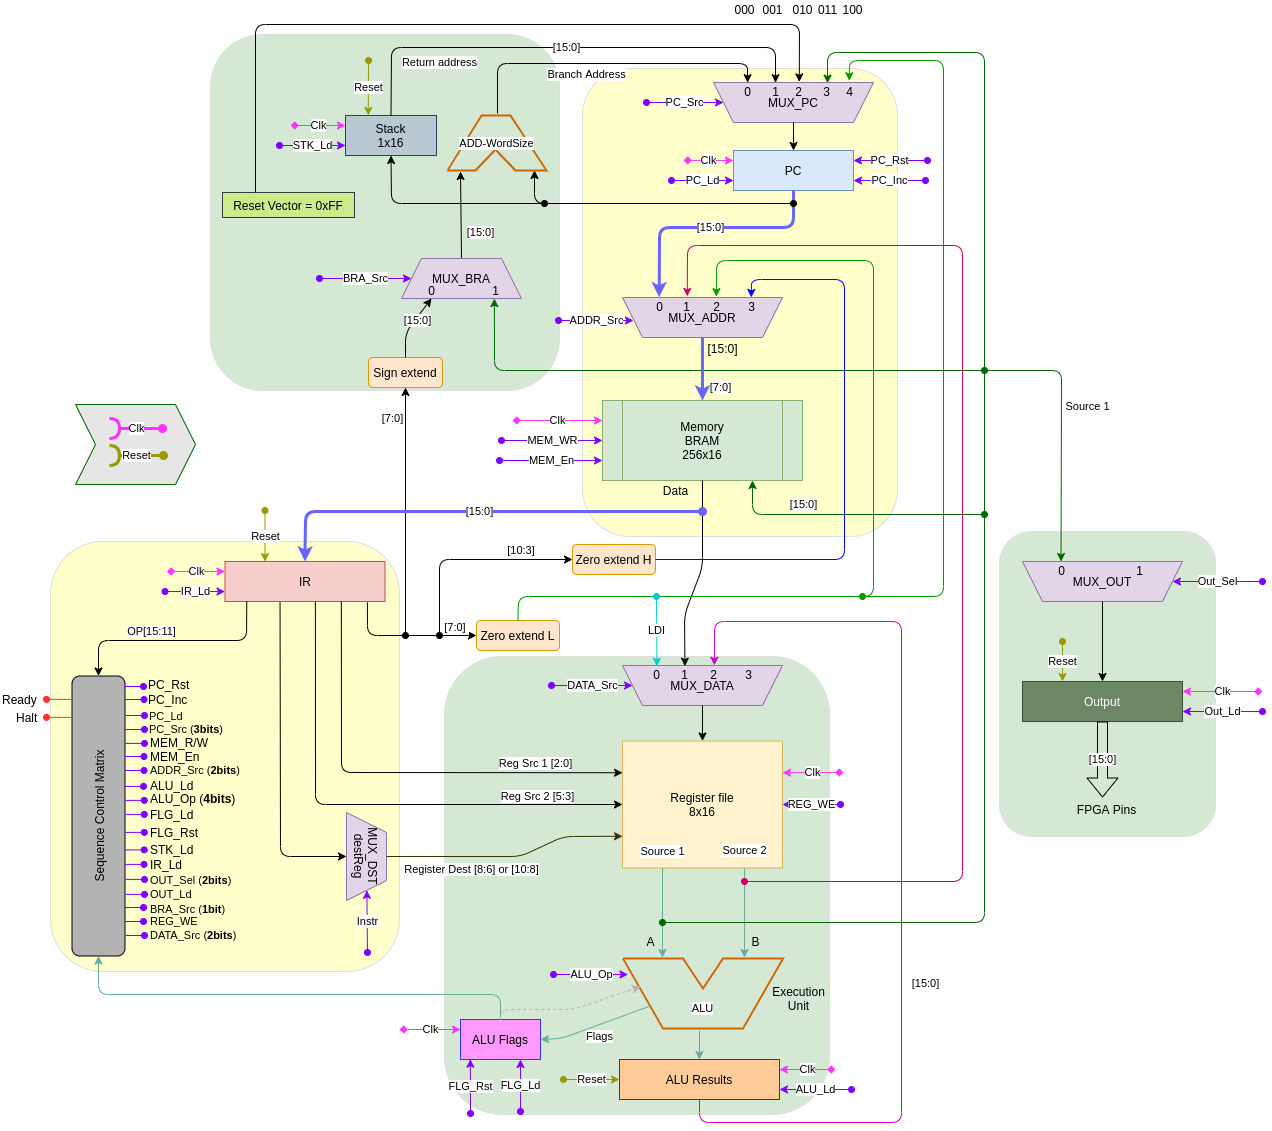 000 001 010 011 100
[15:0]
Return address
Branch Address
Reset
0 1 2 3 4
MUX_PC
PC_Src
Clk
STK_Ld
Stack
1x16
ADD-WordSize
Clk
PC_Ld
PC
PC_Rst
PC_Inc
Reset Vector = 0xFF
[15:0]
[15:0]
BRA_Src
MUX_BRA
0 1
[15:0]
0 1 2 3
MUX_ADDR
ADDR_Src
[15:0]
Sign extend
[7:0]
[7:0]
Source 1
Clk
Reset
Clk
MEM_WR
MEM_En
Memory
BRAM
256x16
Data
[15:0]
[15:0]
Reset
Clk
IR_Ld
IR
[10:3]
Zero extend H
0 1
MUX_OUT
Out_Sel
OP[15:11]
[7:0]
Zero extend L
LDI
Reset
Clk
Out_Ld
Output
[15:0]
FPGA Pins
Ready
Halt
Sequence Control Matrix
PC_Rst
PC_Inc
PC_Ld
PC_Src (3bits)
MEM_R/W
MEM_En
ADDR_Src (2bits)
ALU_Ld
ALU_Op (4bits)
FLG_Ld
FLG_Rst
STK_Ld
IR_Ld
OUT_Sel (2bits)
OUT_Ld
BRA_Src (1bit)
REG_WE
DATA_Src (2bits)
DATA_Src
0 1 2 3
MUX_DATA
Reg Src 1 [2:0]
Reg Src 2 [5:3]
Register file
8x16
Clk
REG_WE
Source 1
Source 2
MUX_DST
destReg
Instr
Register Dest [8:6] or [10:8]
A
B
ALU_Op
ALU
Execution
Unit
[15:0]
Clk
ALU Flags
Flags
FLG_Rst
FLG_Ld
Reset
ALU Results
Clk
ALU_Ld